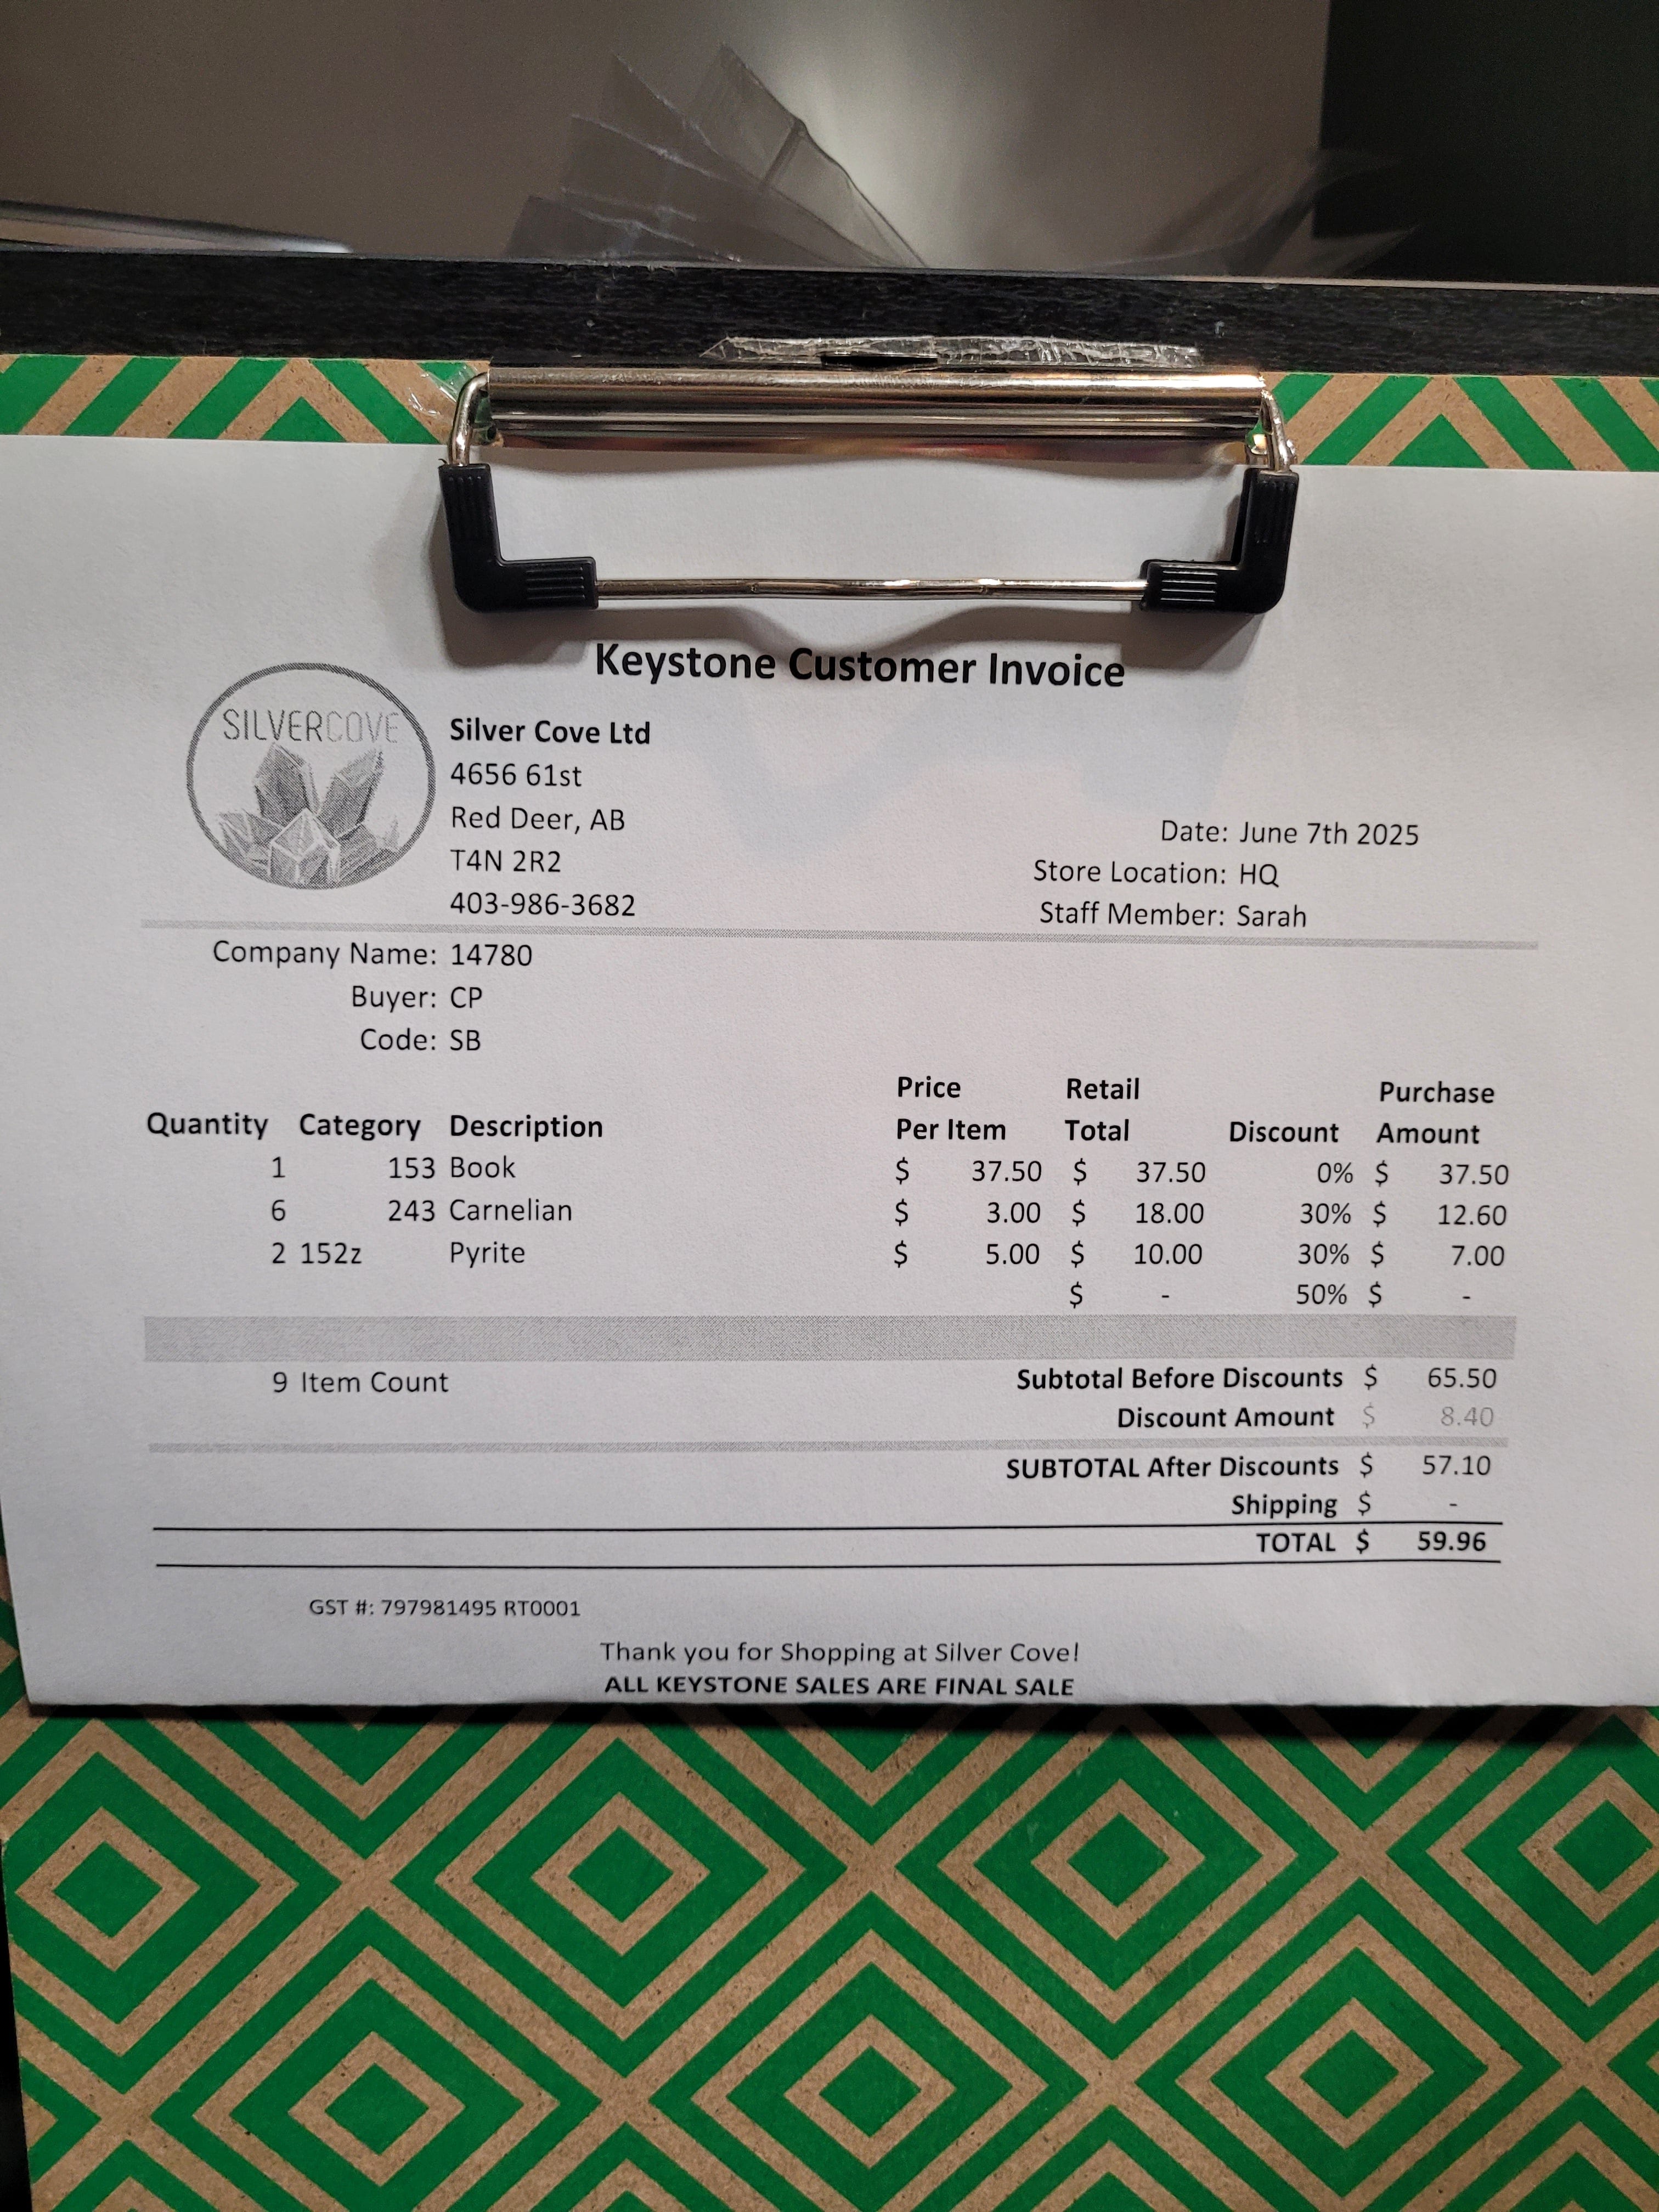 Keystone Customer Invoice
SILVERCOVE
Silver Cove Ltd
4656 61st
Red Deer, AB
T4N 2R2
403-986-3682
Date: June 7th 2025
Store Location: HQ
Staff Member: Sarah
Company Name: 14780
Buyer: CP
Code: SB
Quantity Category Description Price Per Item Retail Total Discount Purchase Amount
1 153 Book $ 37.50 $ 37.50 0% $ 37.50
6 243 Carnelian $ 3.00 $ 18.00 30% $ 12.60
2 152z Pyrite $ 5.00 $ 10.00 30% $ 7.00
$ - 50% $ -
9 Item Count Subtotal Before Discounts $ 65.50
Discount Amount $ 8.40
SUBTOTAL After Discounts $ 57.10
Shipping $ -
TOTAL $ 59.96
GST #: 797981495 RT0001
Thank you for Shopping at Silver Cove!
ALL KEYSTONE SALES ARE FINAL SALE